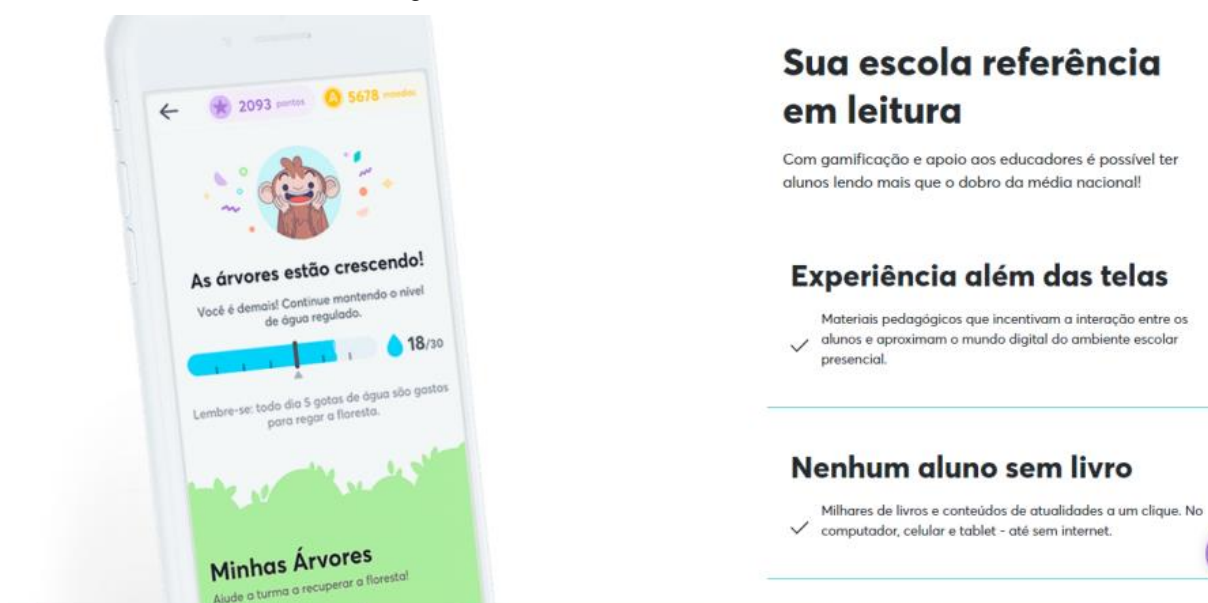 2093 pontos
5678 moedas
As árvores estão crescendo!
Você é demais! Continue mantendo o nível
de água regulado.
18/30
Lembre-se: todo dia 5 gotas de água são gastas
para regar a floresta.
Minhas Árvores
Ajude a turma a recuperar a floresta!
Sua escola referência
em leitura
Com gamificação e apoio aos educadores é possível ter
alunos lendo mais que o dobro da média nacional!
Experiência além das telas
Materiais pedagógicos que incentivam a interação entre os
alunos e aproximam o mundo digital do ambiente escolar
presencial.
Nenhum aluno sem livro
Milhares de livros e conteúdos de atualidades a um clique. No
computador, celular e tablet - até sem internet.